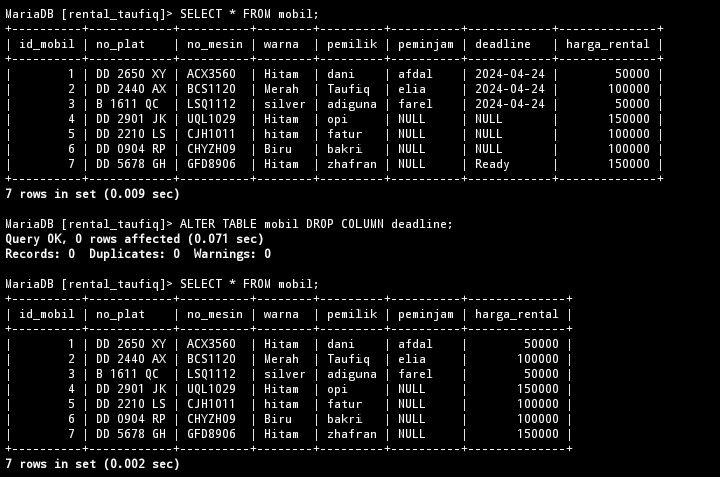 MariaDB [rental_taufiq]> SELECT * FROM mobil;
+----------+------------+----------+--------+---------+----------+------------+--------------+
| id_mobil | no_plat    | no_mesin | warna  | pemilik | peminjam | deadline   | harga_rental |
+----------+------------+----------+--------+---------+----------+------------+--------------+
|        1 | DD 2650 XY | ACX3560  | Hitam  | dani    | afdal    | 2024-04-24 |        50000 |
|        2 | DD 2440 AX | BCS1120  | Merah  | Taufiq  | elia     | 2024-04-24 |       100000 |
|        3 | B 1611 QC  | LSQ1112  | silver | adiguna | farel    | 2024-04-24 |        50000 |
|        4 | DD 2901 JK | UQL1029  | Hitam  | opi     | NULL     | NULL       |       150000 |
|        5 | DD 2210 LS | CJH1011  | hitam  | fatur   | NULL     | NULL       |       100000 |
|        6 | DD 0904 RP | CHYZH09  | Biru   | bakri   | NULL     | NULL       |       100000 |
|        7 | DD 5678 GH | GFD8906  | Hitam  | zhafran | NULL     | Ready      |       150000 |
+----------+------------+----------+--------+---------+----------+------------+--------------+
7 rows in set (0.009 sec)
MariaDB [rental_taufiq]> ALTER TABLE mobil DROP COLUMN deadline;
Query OK, 0 rows affected (0.071 sec)
Records: 0  Duplicates: 0  Warnings: 0
MariaDB [rental_taufiq]> SELECT * FROM mobil;
+----------+------------+----------+--------+---------+----------+--------------+
| id_mobil | no_plat    | no_mesin | warna  | pemilik | peminjam | harga_rental |
+----------+------------+----------+--------+---------+----------+--------------+
|        1 | DD 2650 XY | ACX3560  | Hitam  | dani    | afdal    |        50000 |
|        2 | DD 2440 AX | BCS1120  | Merah  | Taufiq  | elia     |       100000 |
|        3 | B 1611 QC  | LSQ1112  | silver | adiguna | farel    |        50000 |
|        4 | DD 2901 JK | UQL1029  | Hitam  | opi     | NULL     |       150000 |
|        5 | DD 2210 LS | CJH1011  | hitam  | fatur   | NULL     |       100000 |
|        6 | DD 0904 RP | CHYZH09  | Biru   | bakri   | NULL     |       100000 |
|        7 | DD 5678 GH | GFD8906  | Hitam  | zhafran | NULL     |       150000 |
+----------+------------+----------+--------+---------+----------+--------------+
7 rows in set (0.002 sec)